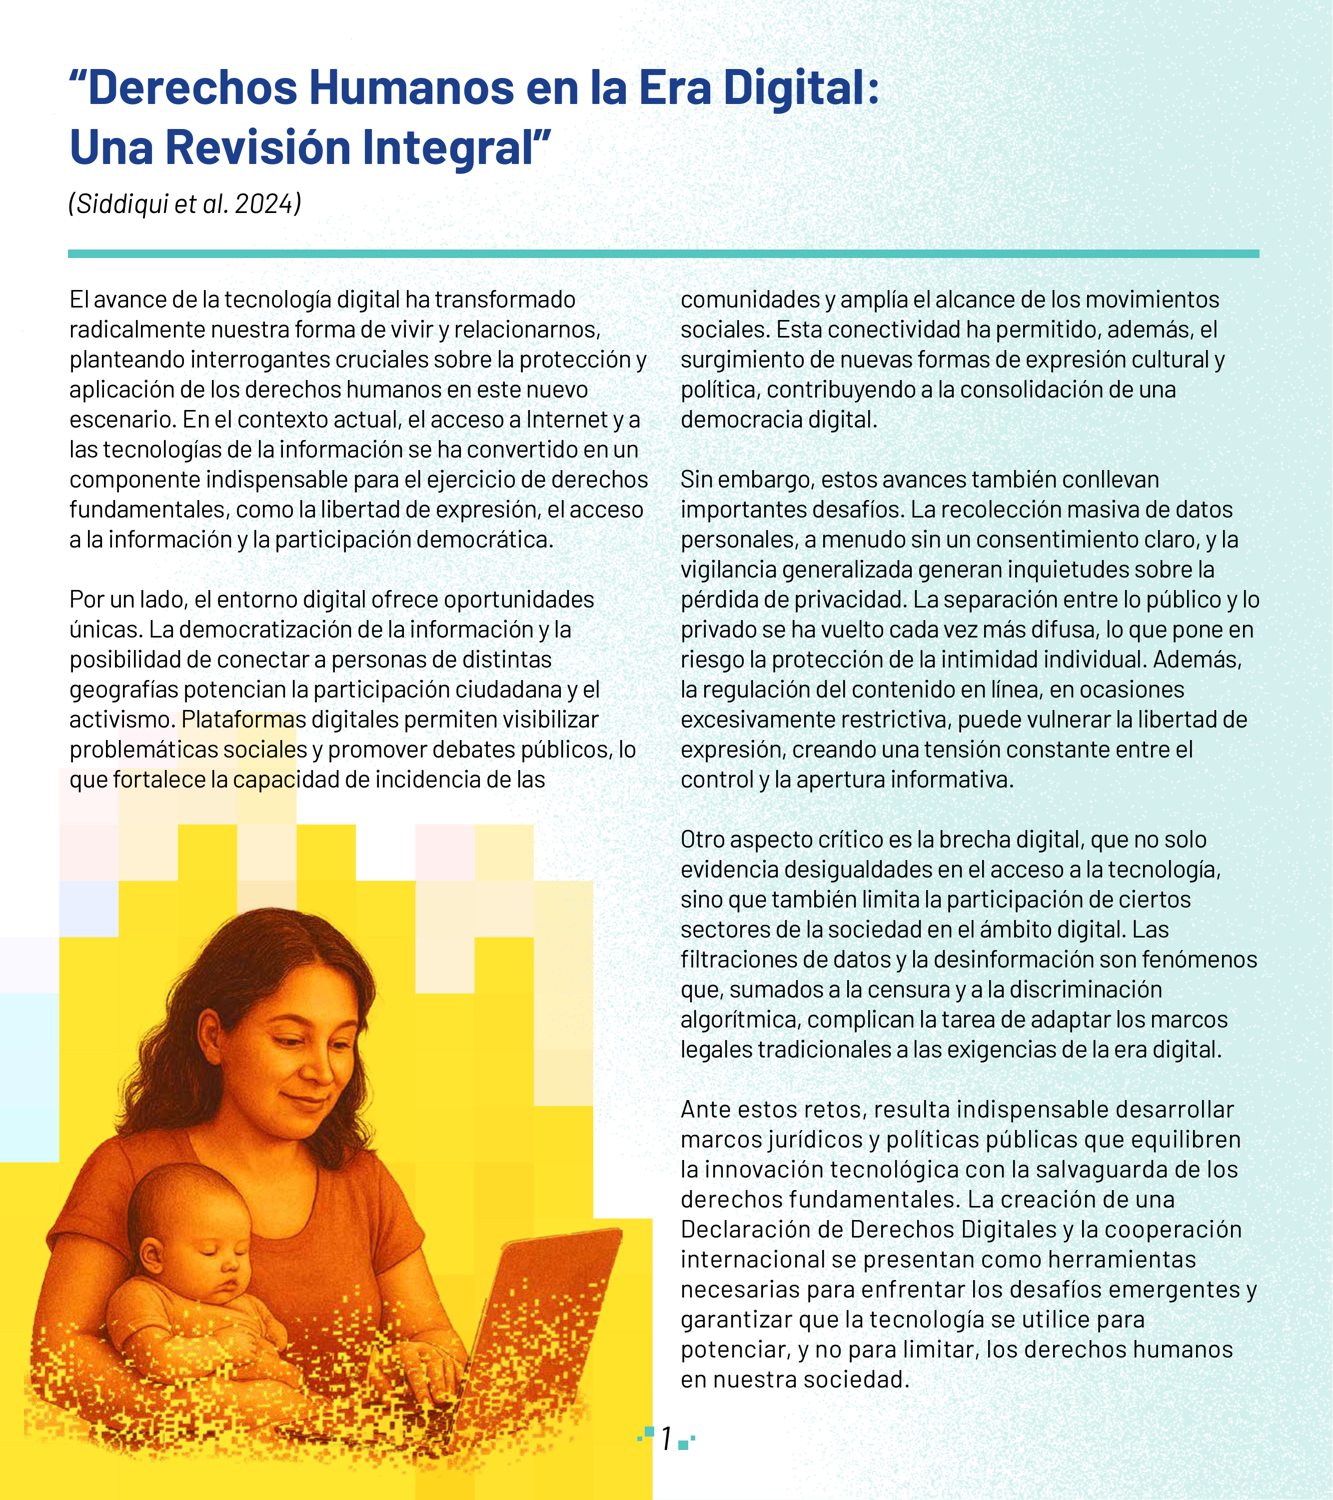 “Derechos Humanos en la Era Digital:
Una Revisión Integral”
(Siddiqui et al. 2024)
El avance de la tecnología digital ha transformado
radicalmente nuestra forma de vivir y relacionarnos,
planteando interrogantes cruciales sobre la protección y
aplicación de los derechos humanos en este nuevo
escenario. En el contexto actual, el acceso a Internet y a
las tecnologías de la información se ha convertido en un
componente indispensable para el ejercicio de derechos
fundamentales, como la libertad de expresión, el acceso
a la información y la participación democrática.
Por un lado, el entorno digital ofrece oportunidades
únicas. La democratización de la información y la
posibilidad de conectar a personas de distintas
geografías potencian la participación ciudadana y el
activismo. Plataformas digitales permiten visibilizar
problemáticas sociales y promover debates públicos, lo
que fortalece la capacidad de incidencia de las
comunidades y amplía el alcance de los movimientos
sociales. Esta conectividad ha permitido, además, el
surgimiento de nuevas formas de expresión cultural y
política, contribuyendo a la consolidación de una
democracia digital.
Sin embargo, estos avances también conllevan
importantes desafíos. La recolección masiva de datos
personales, a menudo sin un consentimiento claro, y la
vigilancia generalizada generan inquietudes sobre la
pérdida de privacidad. La separación entre lo público y lo
privado se ha vuelto cada vez más difusa, lo que pone en
riesgo la protección de la intimidad individual. Además,
la regulación del contenido en línea, en ocasiones
excesivamente restrictiva, puede vulnerar la libertad de
expresión, creando una tensión constante entre el
control y la apertura informativa.
Otro aspecto crítico es la brecha digital, que no solo
evidencia desigualdades en el acceso a la tecnología,
sino que también limita la participación de ciertos
sectores de la sociedad en el ámbito digital. Las
filtraciones de datos y la desinformación son fenómenos
que, sumados a la censura y a la discriminación
algorítmica, complican la tarea de adaptar los marcos
legales tradicionales a las exigencias de la era digital.
Ante estos retos, resulta indispensable desarrollar
marcos jurídicos y políticas públicas que equilibren
la innovación tecnológica con la salvaguarda de los
derechos fundamentales. La creación de una
Declaración de Derechos Digitales y la cooperación
internacional se presentan como herramientas
necesarias para enfrentar los desafíos emergentes y
garantizar que la tecnología se utilice para
potenciar, y no para limitar, los derechos humanos
en nuestra sociedad.
1